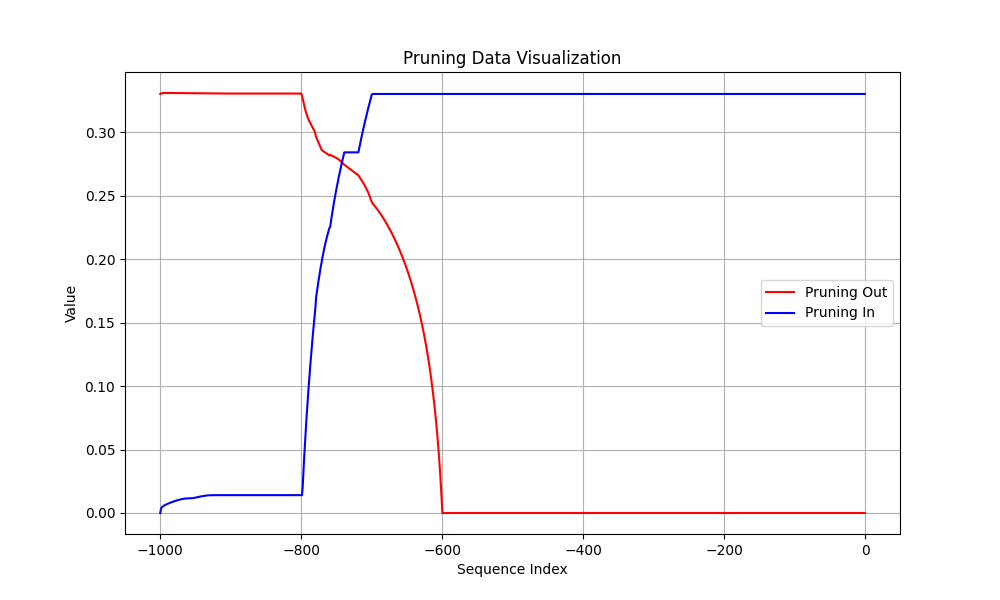 Pruning Data Visualization
Value
0.30
0.25
0.20
0.15
0.10
0.05
0.00
Pruning Out
Pruning In
−1000
−800
−600
−400
−200
0
Sequence Index